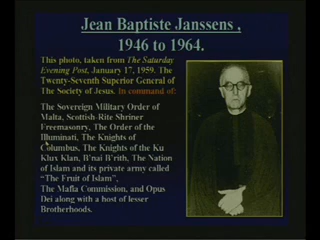 Jean Baptiste Janssens ,
1946 to 1964.
This photo, taken from The Saturday
Evening Post, January 17, 1959. The
Twenty-Seventh Superior General of
The Society of Jesus. In command of:
The Sovereign Military Order of
Malta, Scottish-Rite Shriner
Freemasonry, The Order of the
Illuminati, The Knights of
Columbus, The Knights of the Ku
Klux Klan, B'nai B'rith, The Nation
of Islam and its private army called
"The Fruit of Islam",
The Mafia Commission, and Opus
Dei along with a host of lesser
Brotherhoods.